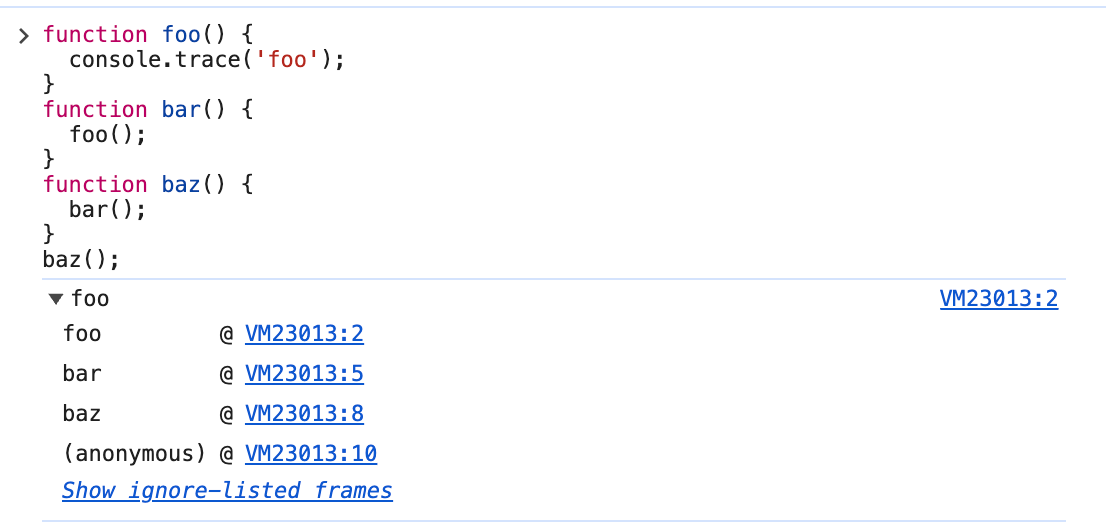 > function foo() {
  console.trace('foo');
}
function bar() {
  foo();
}
function baz() {
  bar();
}
baz();
▼ foo VM23013:2
foo @ VM23013:2
bar @ VM23013:5
baz @ VM23013:8
(anonymous) @ VM23013:10
Show ignore-listed frames